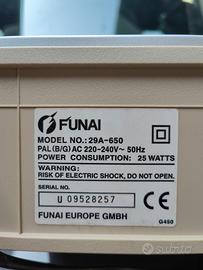 FUNAI
MODEL NO.:29A-650
PAL (B/G) AC 220-240V~ 50Hz
POWER CONSUMPTION: 25 WATTS
WARNING:
RISK OF ELECTRIC SHOCK, DO NOT OPEN.
SERIAL NO.
U 09528257
FUNAI EUROPE GMBH
CE
G450
subito